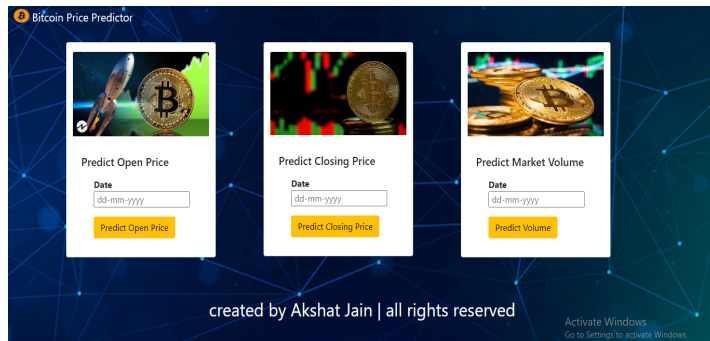 Bitcoin Price Predictor
Predict Open Price
Date
dd-mm-yyyy
Predict Open Price
Predict Closing Price
Date
dd-mm-yyyy
Predict Closing Price
Predict Market Volume
Date
dd-mm-yyyy
Predict Volume
created by Akshat Jain | all rights reserved
Activate Windows
Go to Settings to activate Windows.